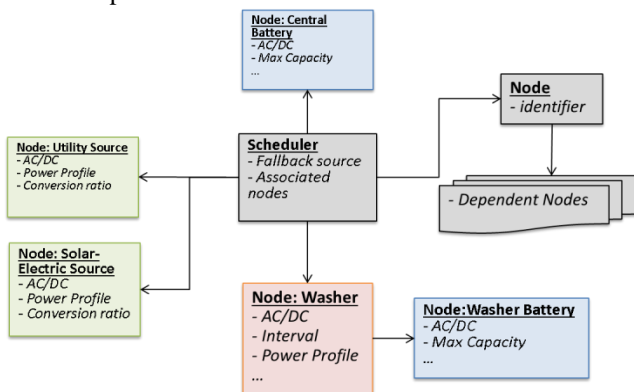 Node: Central
Battery
- AC/DC
- Max Capacity
...
Node
- identifier
Scheduler
- Fallback source
- Associated
nodes
Node: Utility Source
- AC/DC
- Power Profile
- Conversion ratio
- Dependent Nodes
Node: Solar-
Electric Source
- AC/DC
- Power Profile
- Conversion ratio
Node: Washer
- AC/DC
- Interval
- Power Profile
...
Node:Washer Battery
- AC/DC
- Max Capacity
...